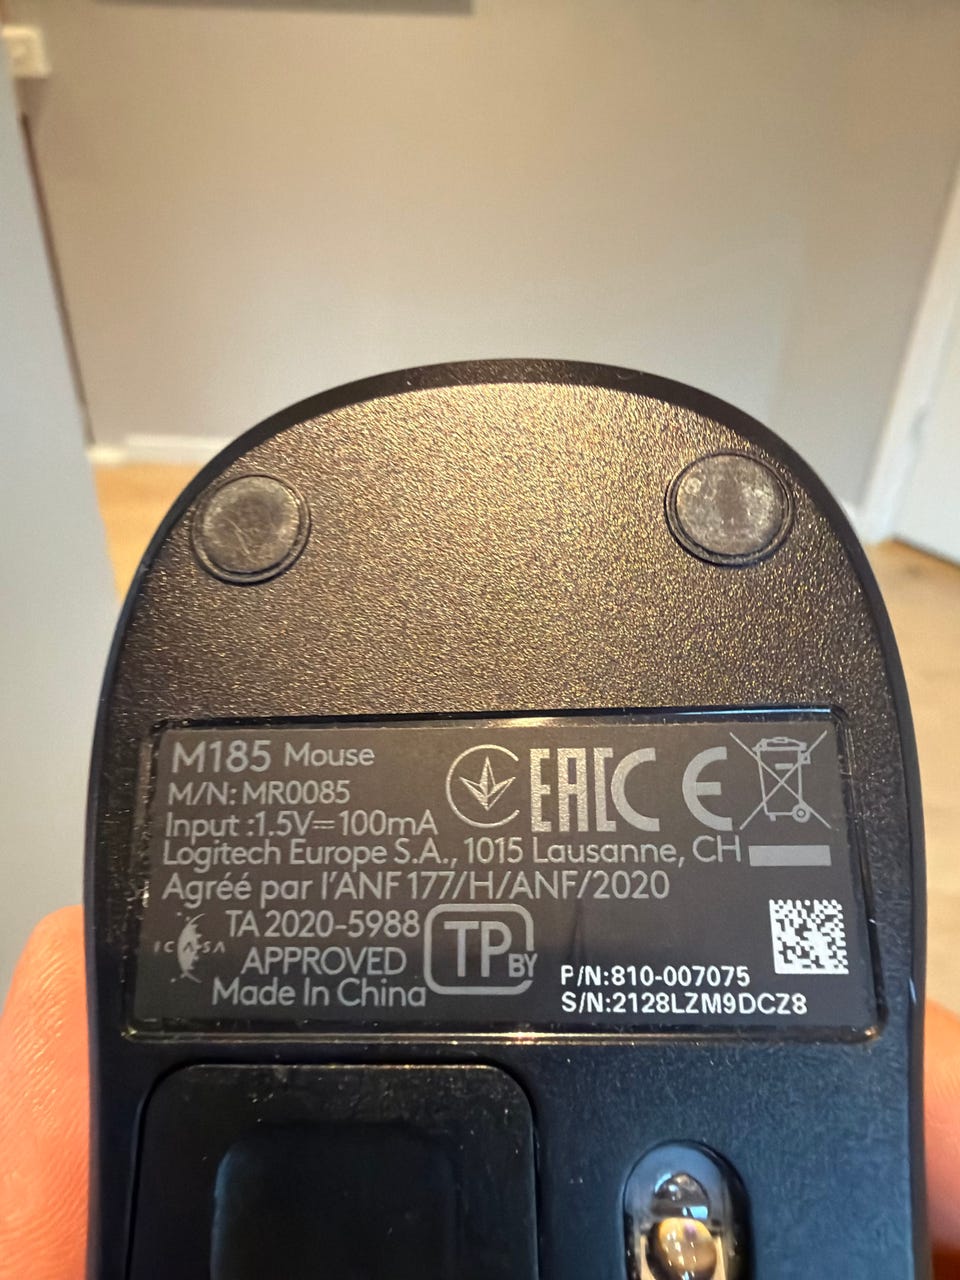 M185 Mouse
M/N: MR0085
Input :1.5V⎓100mA
EAC CE
Logitech Europe S.A., 1015 Lausanne, CH
Agréé par l'ANF 177/H/ANF/2020
ICASA
TA 2020-5988
APPROVED
Made In China
TP BY
P/N:810-007075
S/N:2128LZM9DCZ8